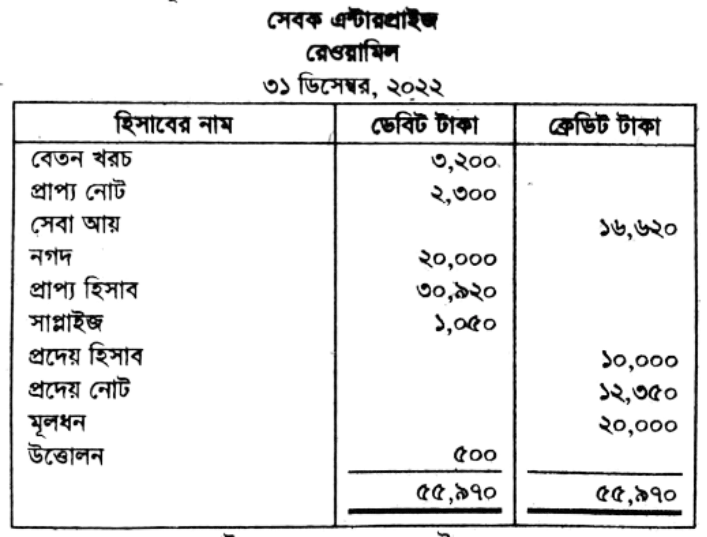 সেবক এন্টারপ্রাইজ
রেওয়ামিল
৩১ ডিসেম্বর, ২০২২
হিসাবের নাম ডেবিট টাকা ক্রেডিট টাকা
বেতন খরচ ৩,২০০
প্রাপ্য নোট ২,৩০০
সেবা আয় ১৬,৬২০
নগদ ২০,০০০
প্রাপ্য হিসাব ৩০,৯২০
সাপ্লাইজ ১,০৫০
প্রদেয় হিসাব ১০,০০০
প্রদেয় নোট ১২,৩৫০
মূলধন ২০,০০০
উত্তোলন ৫০০
৫৫,৯৭০ ৫৫,৯৭০